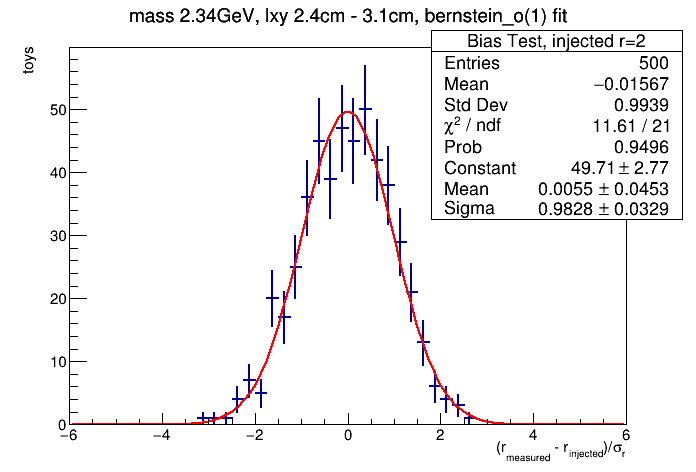 mass 2.34GeV, lxy 2.4cm - 3.1cm, bernstein_o(1) fit
toys
Bias Test, injected r=2
Entries 500
Mean −0.01567
Std Dev 0.9939
χ² / ndf 11.61 / 21
Prob 0.9496
Constant 49.71 ± 2.77
Mean 0.0055 ± 0.0453
Sigma 0.9828 ± 0.0329
50
40
30
20
10
0
−6 −4 −2 0 2 4 6
(r_measured - r_injected)/σ_r